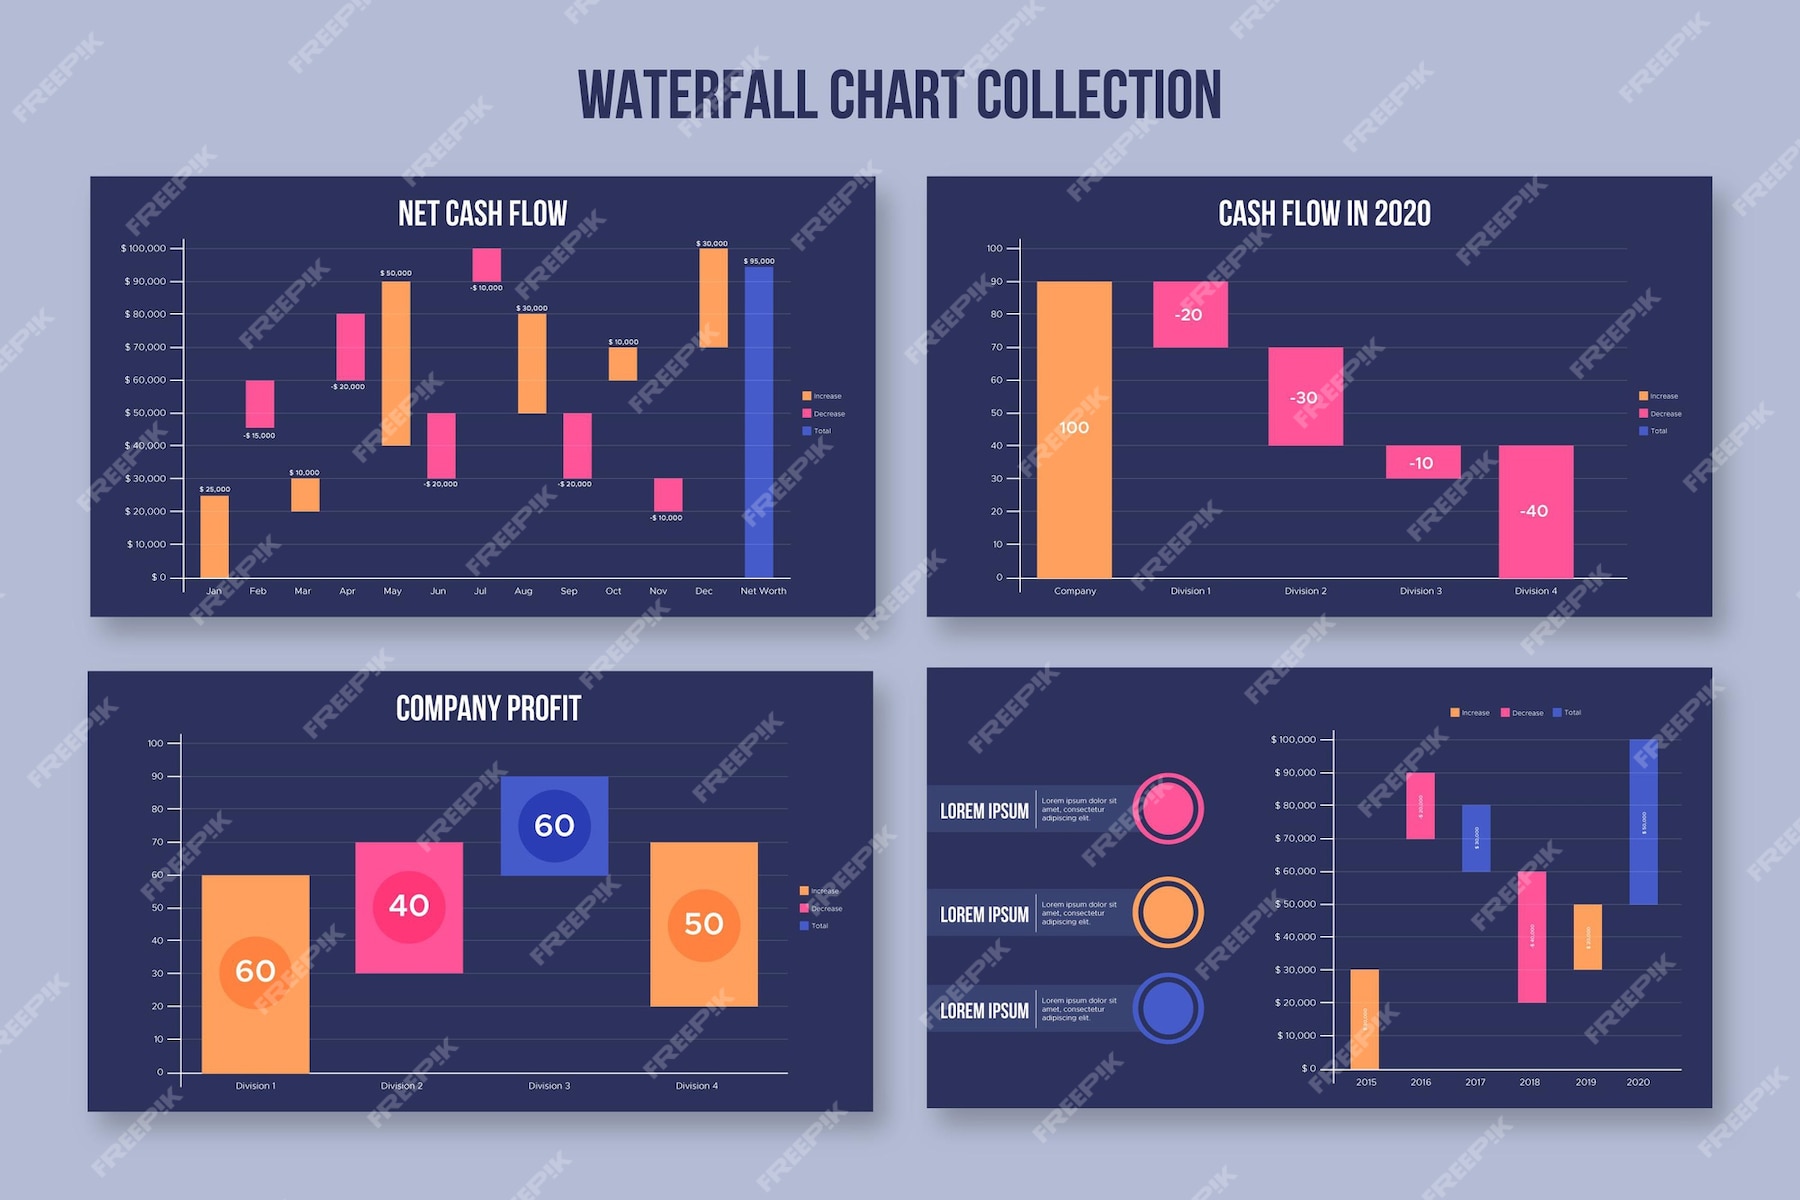 WATERFALL CHART COLLECTION
NET CASH FLOW
$ 100,000
$ 90,000
$ 80,000
$ 70,000
$ 60,000
$ 50,000
$ 40,000
$ 30,000
$ 20,000
$ 10,000
$ 0
$ 25,000
-$ 15,000
$ 10,000
-$ 20,000
$ 50,000
-$ 20,000
-$ 10,000
$ 30,000
-$ 20,000
$ 10,000
-$ 10,000
$ 30,000
$ 95,000
Jan Feb Mar Apr May Jun Jul Aug Sep Oct Nov Dec Net Worth
Increase
Decrease
Total
CASH FLOW IN 2020
100
90
80
70
60
50
40
30
20
10
0
100
-20
-30
-10
-40
Company Division 1 Division 2 Division 3 Division 4
Increase
Decrease
Total
COMPANY PROFIT
100
90
80
70
60
50
40
30
20
10
0
60
40
60
50
Division 1 Division 2 Division 3 Division 4
Increase
Decrease
Total
LOREM IPSUM
Lorem ipsum dolor sit
amet, consectetur
adipiscing elit.
LOREM IPSUM
Lorem ipsum dolor sit
amet, consectetur
adipiscing elit.
LOREM IPSUM
Lorem ipsum dolor sit
amet, consectetur
adipiscing elit.
Increase Decrease Total
$ 100,000
$ 90,000
$ 80,000
$ 70,000
$ 60,000
$ 50,000
$ 40,000
$ 30,000
$ 20,000
$ 10,000
$ 0
2015 2016 2017 2018 2019 2020
FREEPIK